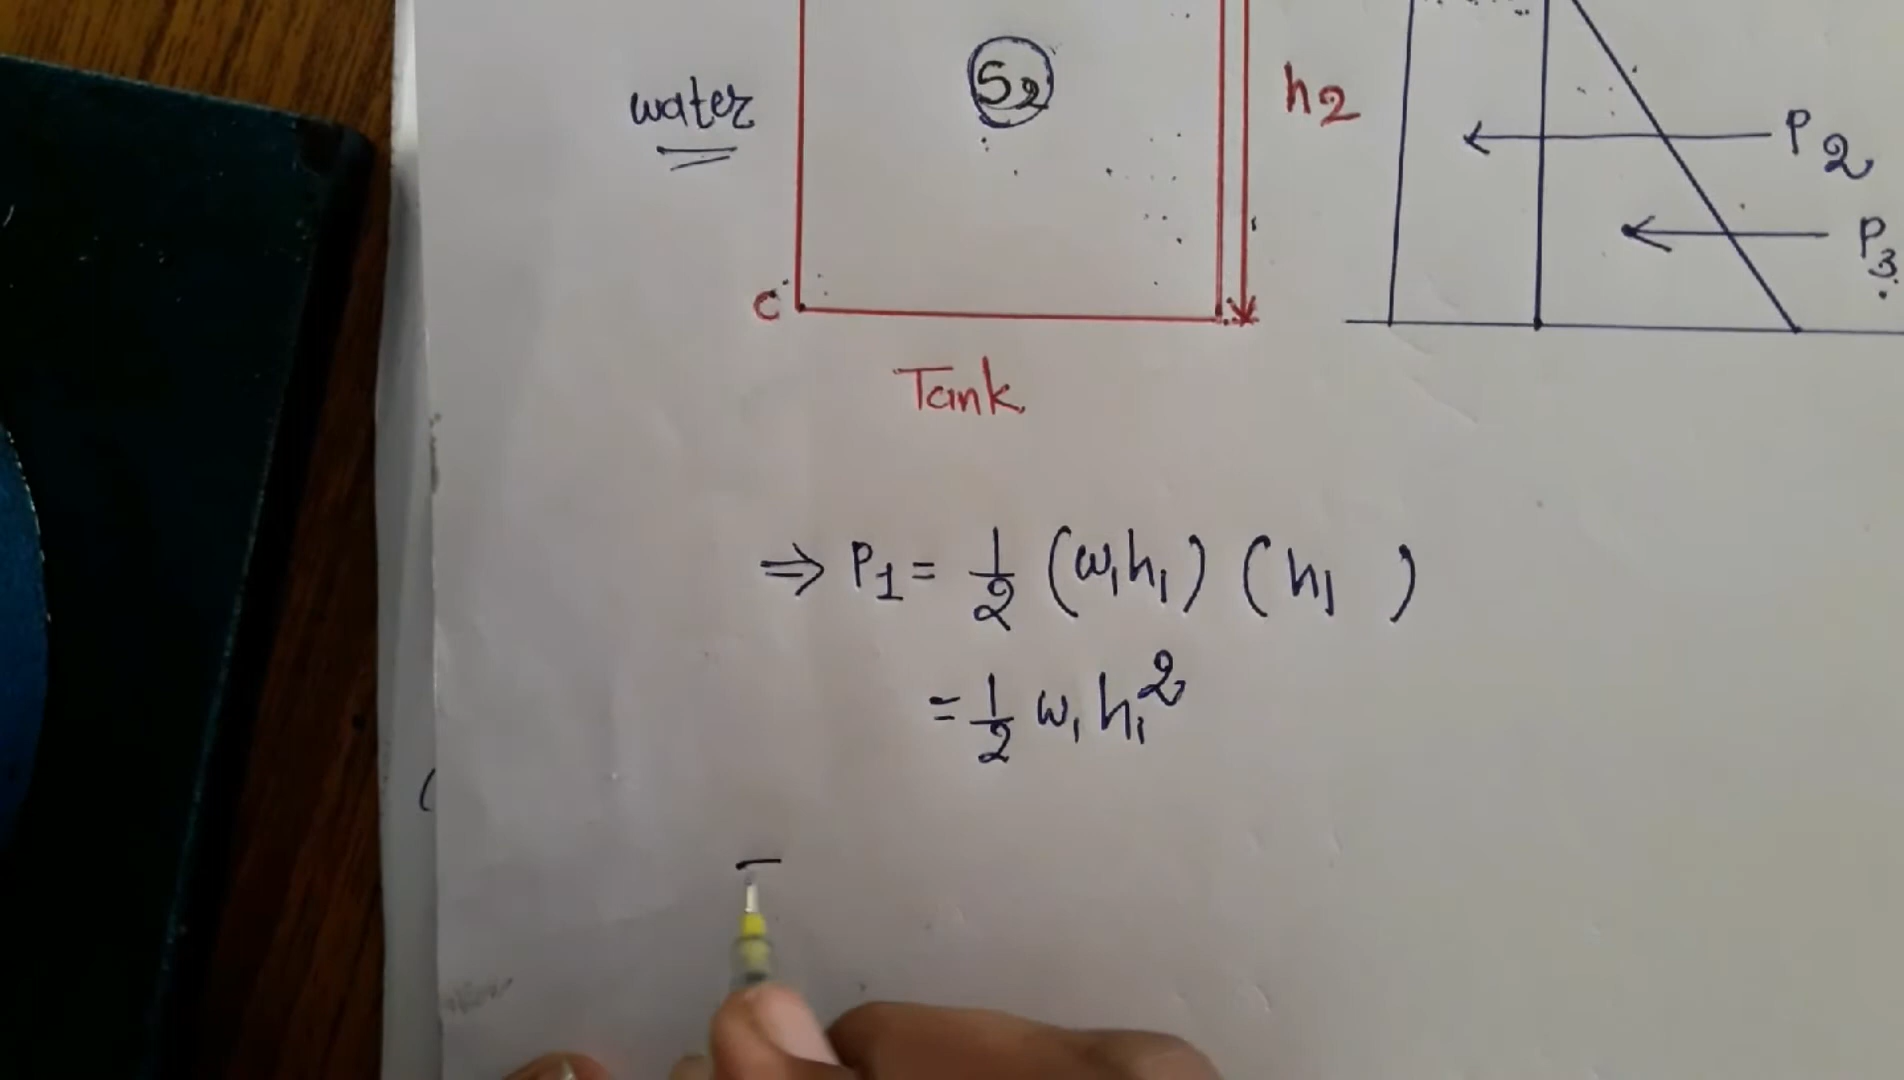 S2
water
h2
P2
P3
C
Tank
⇒ P1 = 1/2 (w1h1) (h1 )
= 1/2 w1 h1²